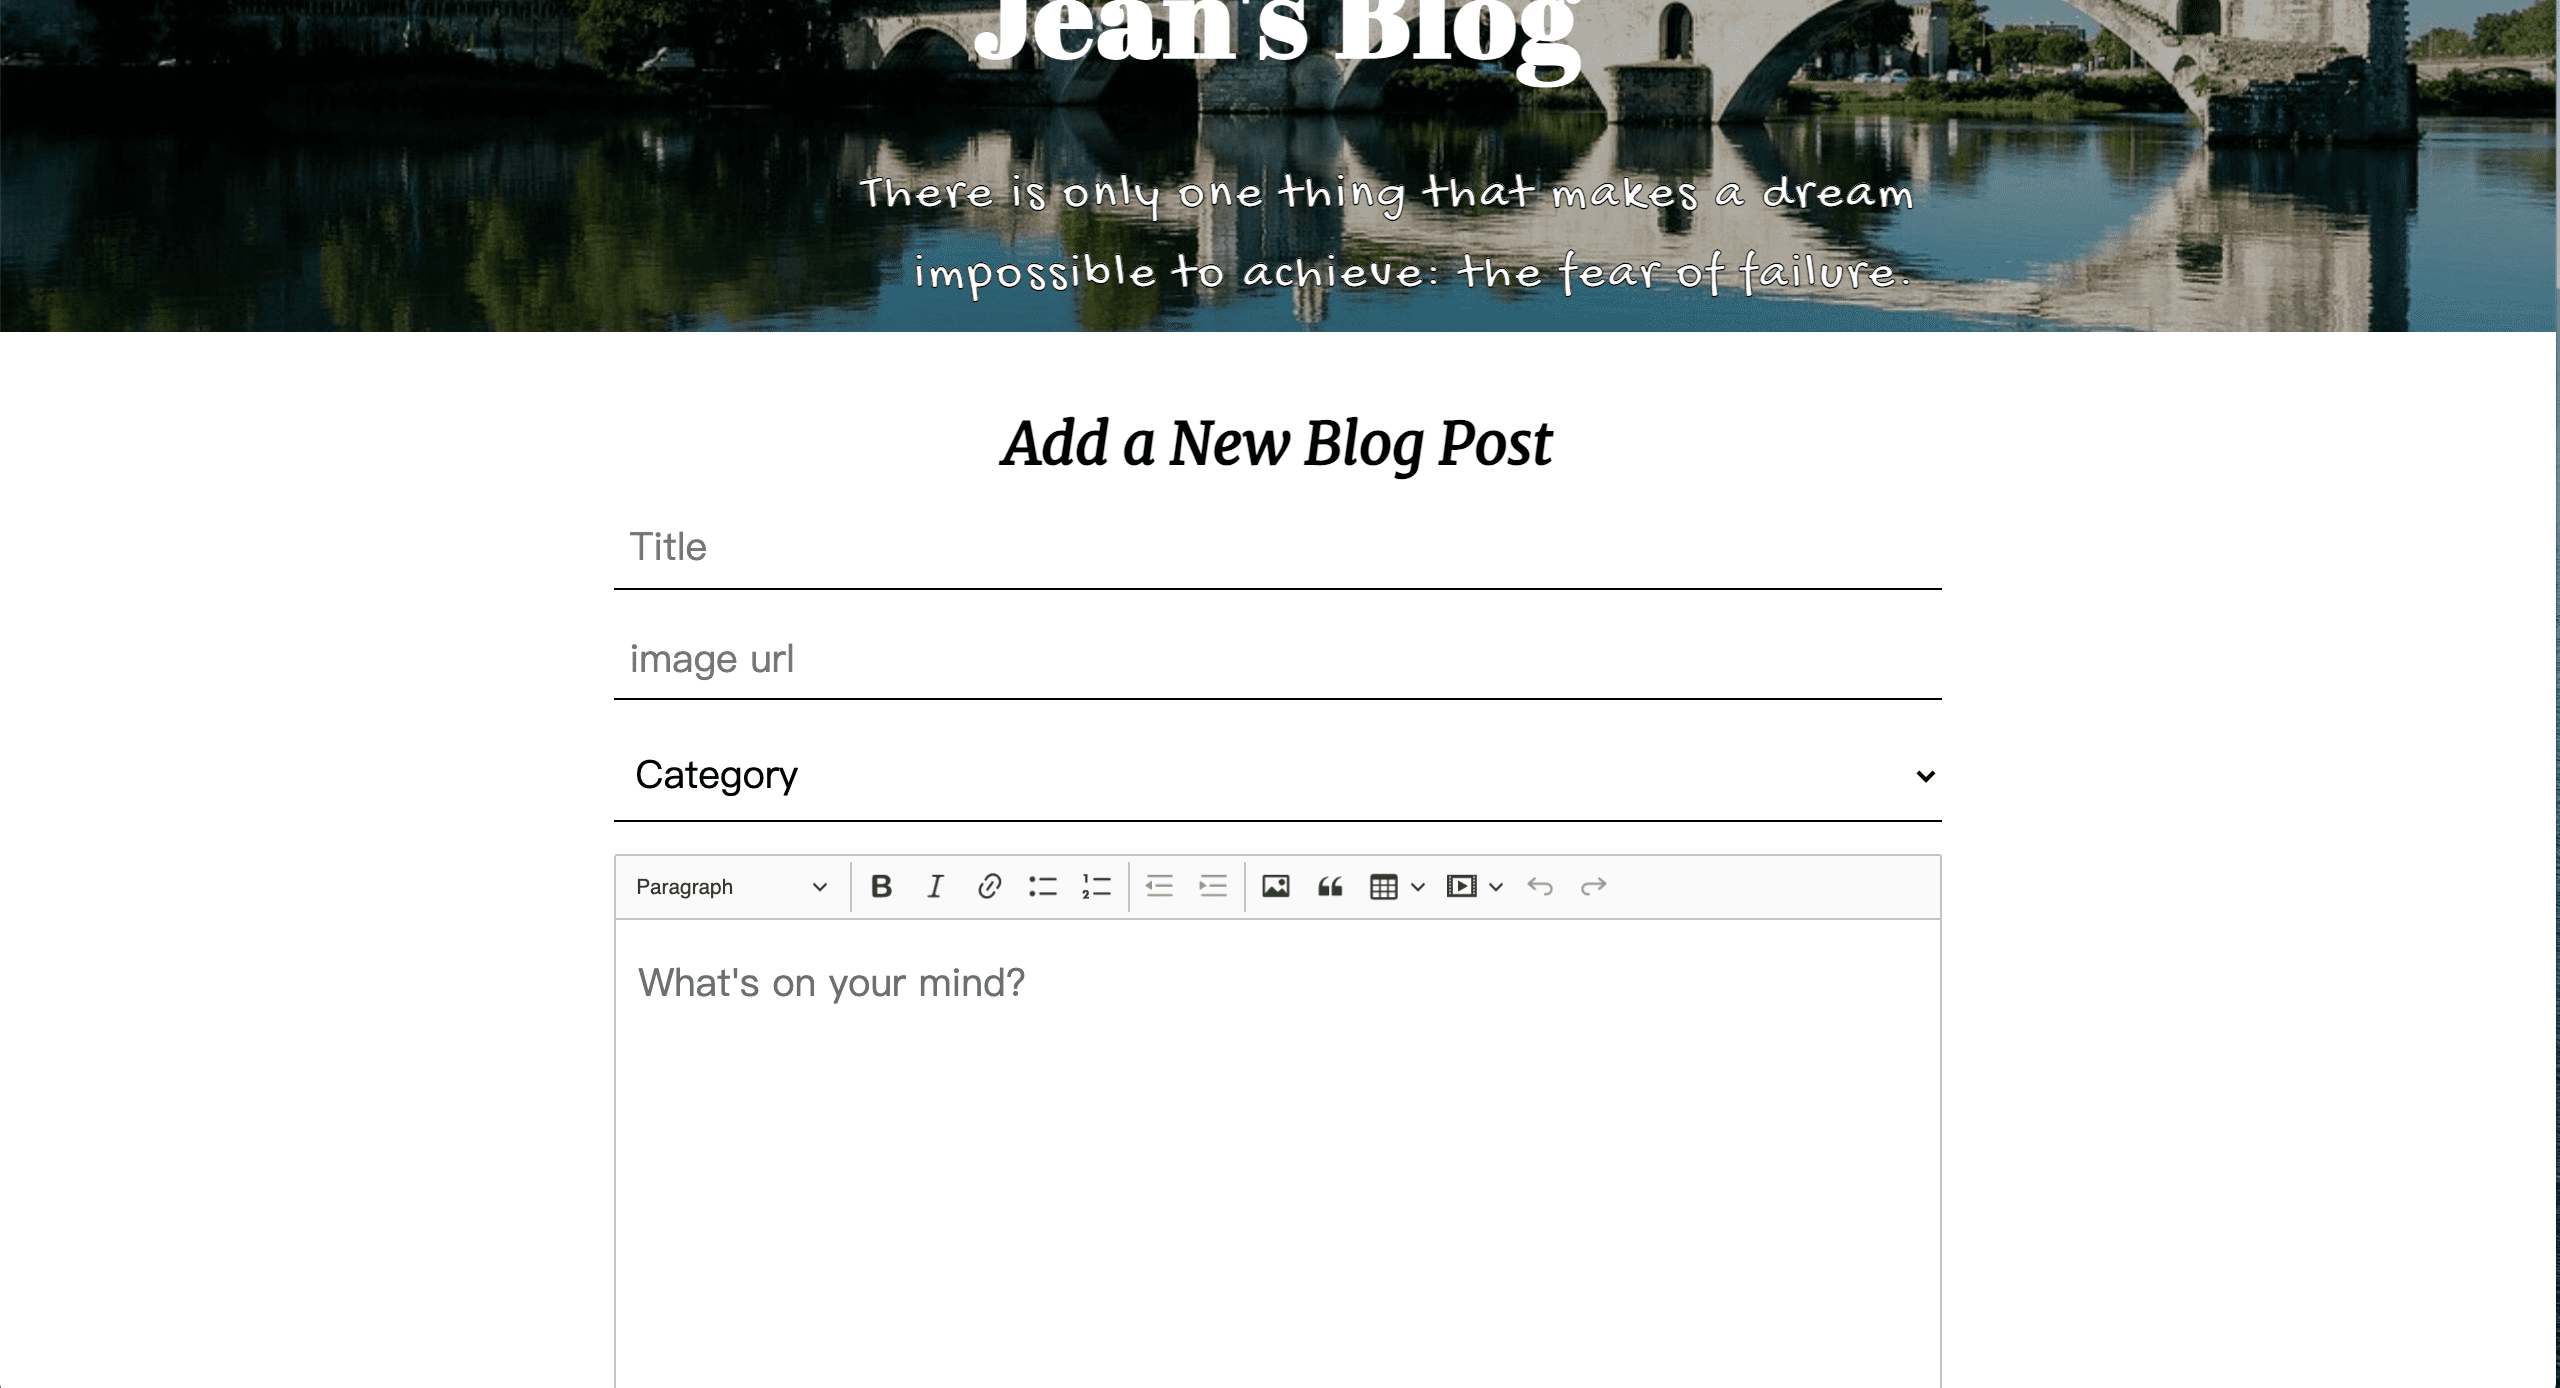 Jean's Blog
There is only one thing that makes a dream
impossible to achieve: the fear of failure.
Add a New Blog Post
Title
image url
Category
Paragraph
What's on your mind?